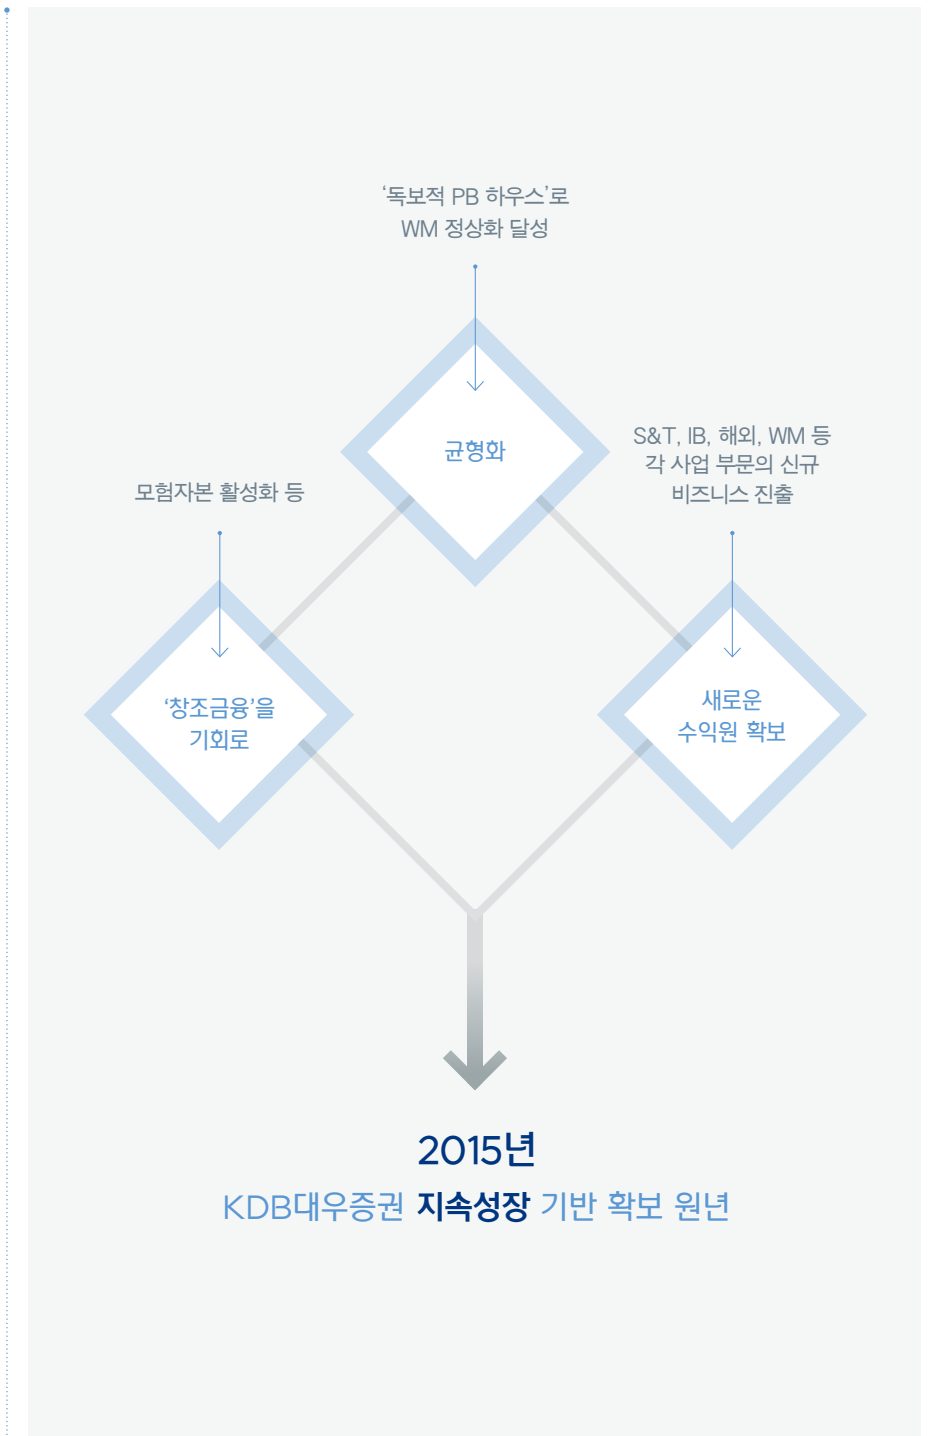 ‘독보적 PB 하우스’로
WM 정상화 달성
균형화
S&T, IB, 해외, WM 등
각 사업 부문의 신규
비즈니스 진출
모험자본 활성화 등
‘창조금융’을
기회로
새로운
수익원 확보
2015년
KDB대우증권 지속성장 기반 확보 원년